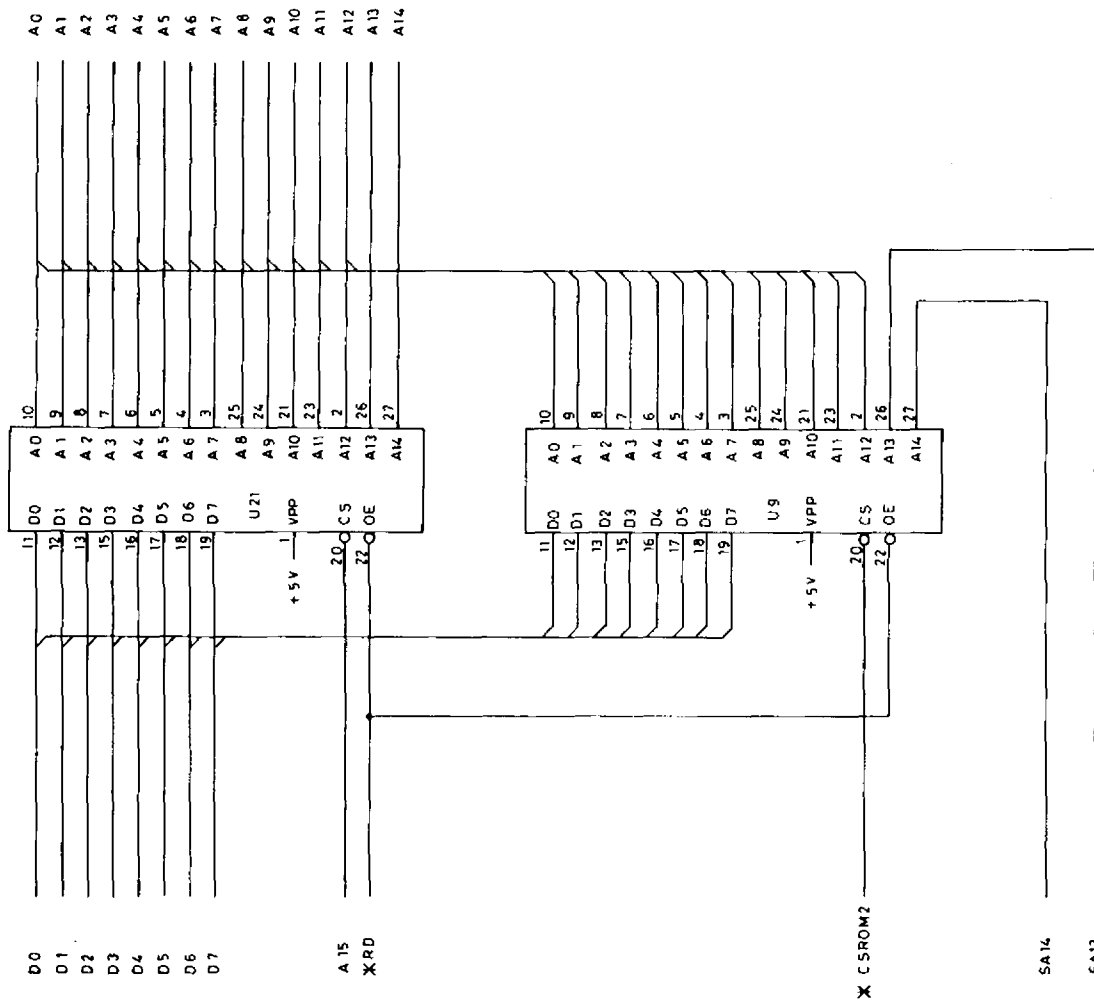 D0 11 D0 A0 10 A0
D1 12 D1 A1 9 A1
D2 13 D2 A2 8 A2
D3 15 D3 A3 7 A3
D4 16 D4 A4 6 A4
D5 17 D5 A5 5 A5
D6 18 D6 A6 4 A6
D7 19 D7 A7 3 A7
U21 A8 25 A8
A9 24 A9
+5V 1 VPP A10 21 A10
A11 23 A11
A15 20 CS A12 2 A12
*RD 22 OE A13 26 A13
A14 27 A14
11 D0 A0 10
12 D1 A1 9
13 D2 A2 8
15 D3 A3 7
16 D4 A4 6
17 D5 A5 5
18 D6 A6 4
19 D7 A7 3
U9 A8 25
A9 24
+5V 1 VPP A10 21
A11 23
* CSROM2 20 CS A12 2
22 OE A13 26
A14 27
SA14